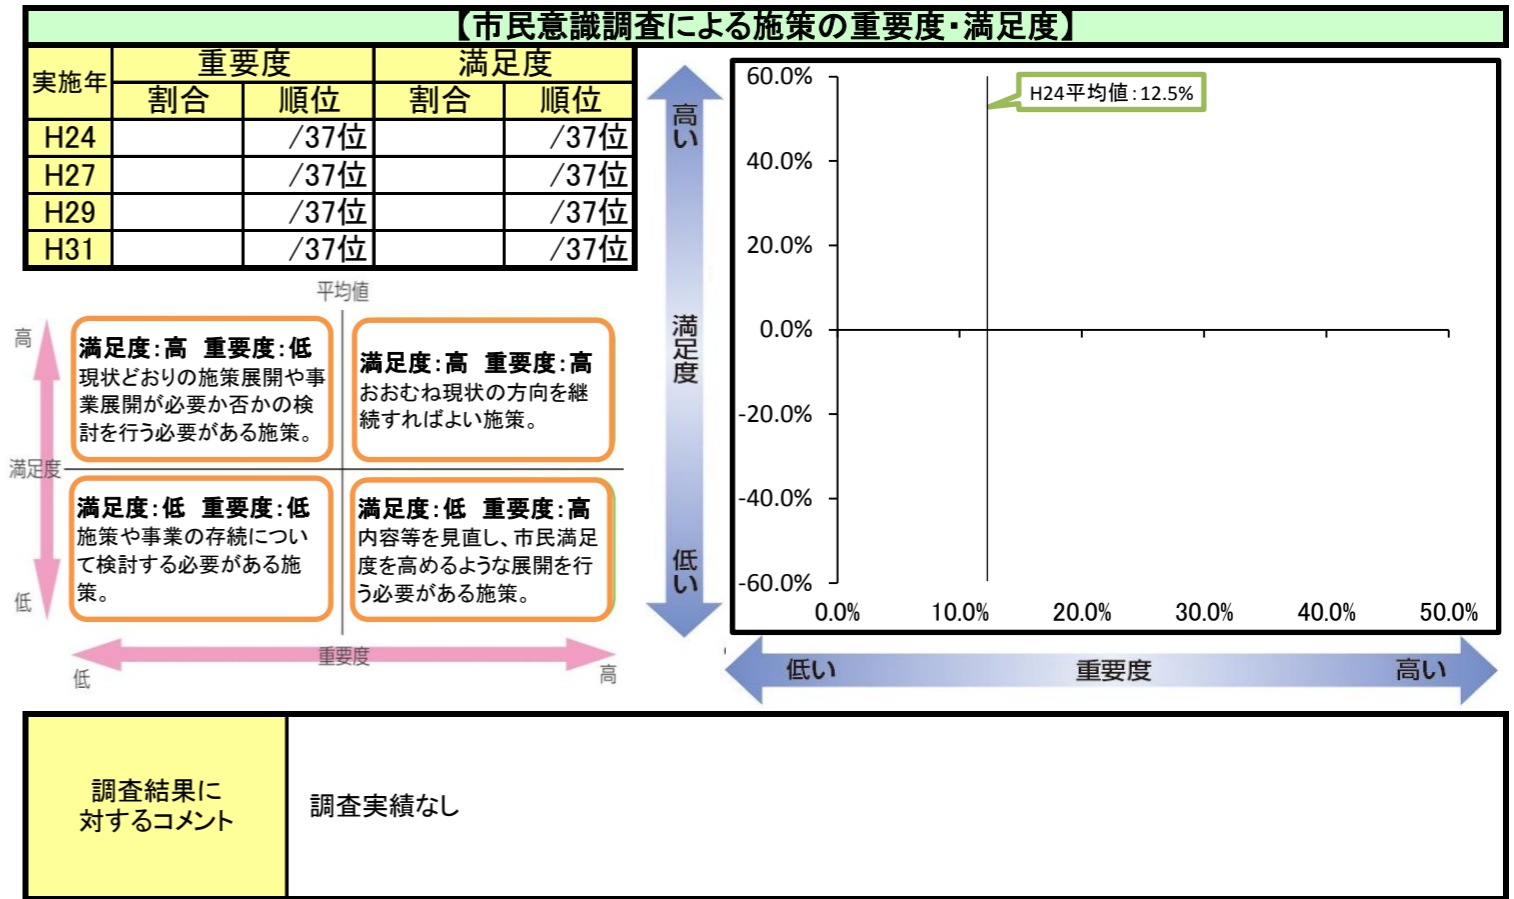 【市民意識調査による施策の重要度・満足度】
実施年 重要度 満足度
割合 順位 割合 順位
H24 /37位 /37位
H27 /37位 /37位
H29 /37位 /37位
H31 /37位 /37位
平均値
高
満足度
低
満足度:高 重要度:低
現状どおりの施策展開や事
業展開が必要か否かの検
討を行う必要がある施策。
満足度:高 重要度:高
おおむね現状の方向を継
続すればよい施策。
満足度:低 重要度:低
施策や事業の存続につい
て検討する必要がある施
策。
満足度:低 重要度:高
内容等を見直し、市民満足
度を高めるような展開を行
う必要がある施策。
低 重要度 高
高い
満足度
低い
H24平均値:12.5%
60.0%
40.0%
20.0%
0.0%
-20.0%
-40.0%
-60.0%
0.0% 10.0% 20.0% 30.0% 40.0% 50.0%
低い 重要度 高い
調査結果に
対するコメント
調査実績なし